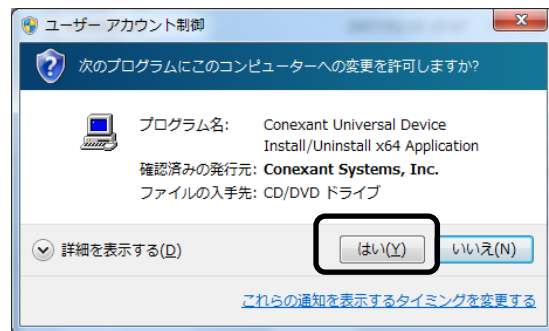 ユーザー アカウント制御
次のプログラムにこのコンピューターへの変更を許可しますか?
プログラム名: Conexant Universal Device
Install/Uninstall x64 Application
確認済みの発行元: Conexant Systems, Inc.
ファイルの入手先: CD/DVD ドライブ
詳細を表示する(D) はい(Y) いいえ(N)
これらの通知を表示するタイミングを変更する